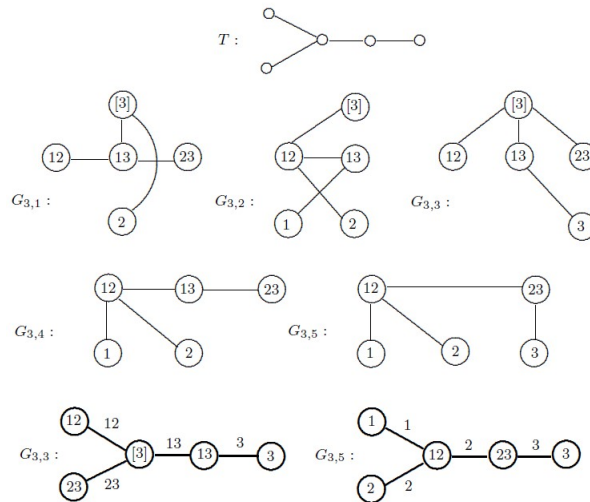 T :
[3] [3] [3]
12 13 23 12 13 12 13 23
G3,1 : G3,2 : G3,3 :
2 1 2 3
12 13 23 12 23
G3,4 : G3,5 :
1 2 1 2 3
12 12 1 1
G3,3 : [3] 13 13 3 3 G3,5 : 12 2 23 3 3
23 23 2 2